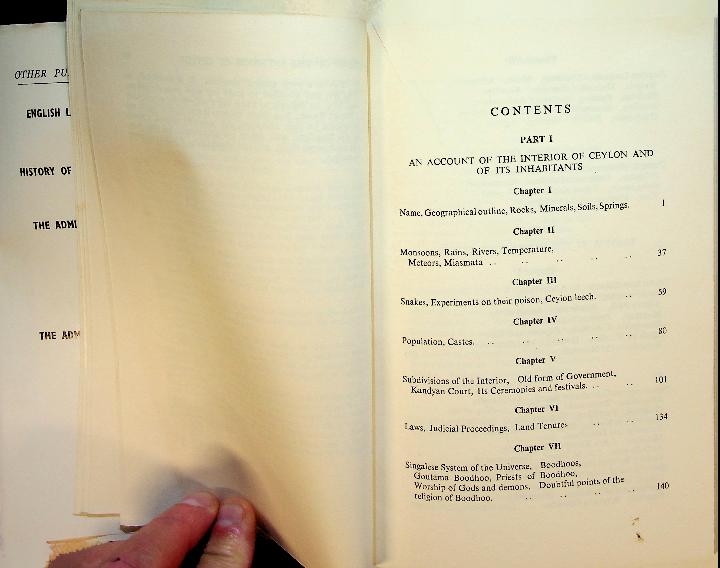 OTHER
ENGLISH
HISTORY OF
THE
THE
CONTENTS
PART I
AN ACCOUNT OF THE INTERIOR OF CEYLON AND
OF ITS INHABITANTS
Chapter I
Name, Geographical outline, Rocks, Minerals, Soils, Springs. 1
Chapter II
Monsoons, Rains, Rivers, Temperature,
Meteors, Miasmata .. .. .. .. .. 37
Chapter III
Snakes, Experiments on their poison, Ceylon leech. .. 59
Chapter IV
Population, Castes. .. .. .. .. .. 80
Chapter V
Subdivisions of the Interior, Old form of Government,
Kandyan Court, Its Ceremonies and festivals. .. .. 101
Chapter VI
Laws, Judicial Proceedings, Land Tenures .. .. 134
Chapter VII
Singalese System of the Universe, Boodhoos,
Goutama Boodhoo, Priests of Boodhoo,
Worship of Gods and demons, Doubtful points of the
religion of Boodhoo. .. .. .. .. 140